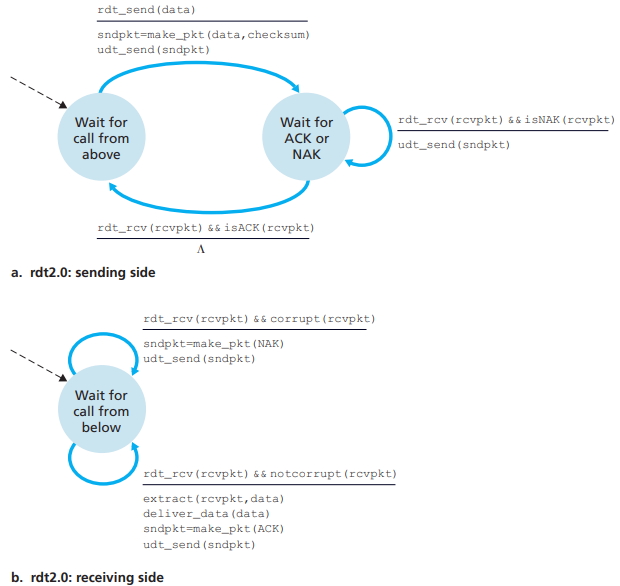 rdt_send(data)
sndpkt=make_pkt(data,checksum)
udt_send(sndpkt)
Wait for
call from
above
Wait for
ACK or
NAK
rdt_rcv(rcvpkt) && isNAK(rcvpkt)
udt_send(sndpkt)
rdt_rcv(rcvpkt) && isACK(rcvpkt)
Λ
a. rdt2.0: sending side
rdt_rcv(rcvpkt) && corrupt(rcvpkt)
sndpkt=make_pkt(NAK)
udt_send(sndpkt)
Wait for
call from
below
rdt_rcv(rcvpkt) && notcorrupt(rcvpkt)
extract(rcvpkt,data)
deliver_data(data)
sndpkt=make_pkt(ACK)
udt_send(sndpkt)
b. rdt2.0: receiving side